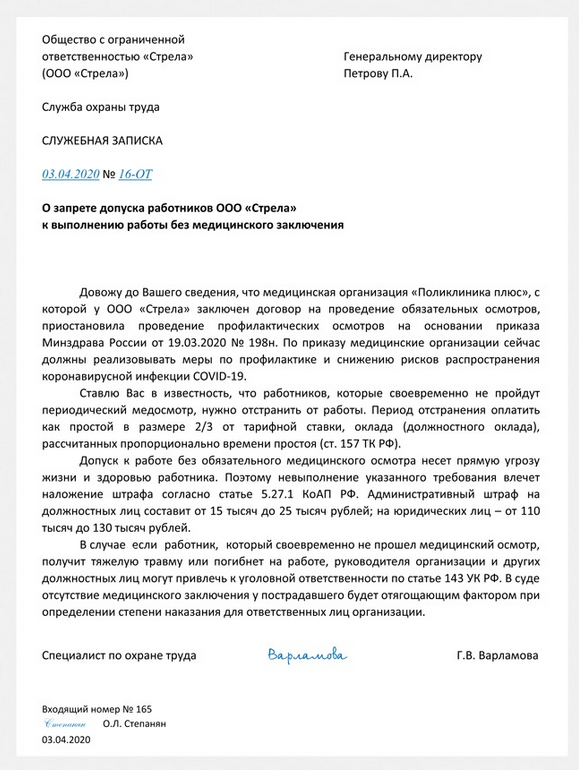 Общество с ограниченной
ответственностью «Стрела»
(ООО «Стрела»)
Генеральному директору
Петрову П.А.
Служба охраны труда
СЛУЖЕБНАЯ ЗАПИСКА
03.04.2020 № 16-ОТ
О запрете допуска работников ООО «Стрела»
к выполнению работы без медицинского заключения
Довожу до Вашего сведения, что медицинская организация «Поликлиника плюс», с
которой у ООО «Стрела» заключен договор на проведение обязательных осмотров,
приостановила проведение профилактических осмотров на основании приказа
Минздрава России от 19.03.2020 № 198н. По приказу медицинские организации сейчас
должны реализовывать меры по профилактике и снижению рисков распространения
коронавирусной инфекции COVID-19.
Ставлю Вас в известность, что работников, которые своевременно не пройдут
периодический медосмотр, нужно отстранить от работы. Период отстранения оплатить
как простой в размере 2/3 от тарифной ставки, оклада (должностного оклада),
рассчитанных пропорционально времени простоя (ст. 157 ТК РФ).
Допуск к работе без обязательного медицинского осмотра несет прямую угрозу
жизни и здоровью работника. Поэтому невыполнение указанного требования влечет
наложение штрафа согласно статье 5.27.1 КоАП РФ. Административный штраф на
должностных лиц составит от 15 тысяч до 25 тысяч рублей; на юридических лиц – от 110
тысяч до 130 тысяч рублей.
В случае если работник, который своевременно не прошел медицинский осмотр,
получит тяжелую травму или погибнет на работе, руководителя организации и других
должностных лиц могут привлечь к уголовной ответственности по статье 143 УК РФ. В суде
отсутствие медицинского заключения у пострадавшего будет отягощающим фактором при
определении степени наказания для ответственных лиц организации.
Специалист по охране труда Варламова Г.В. Варламова
Входящий номер № 165
Степанян О.Л. Степанян
03.04.2020